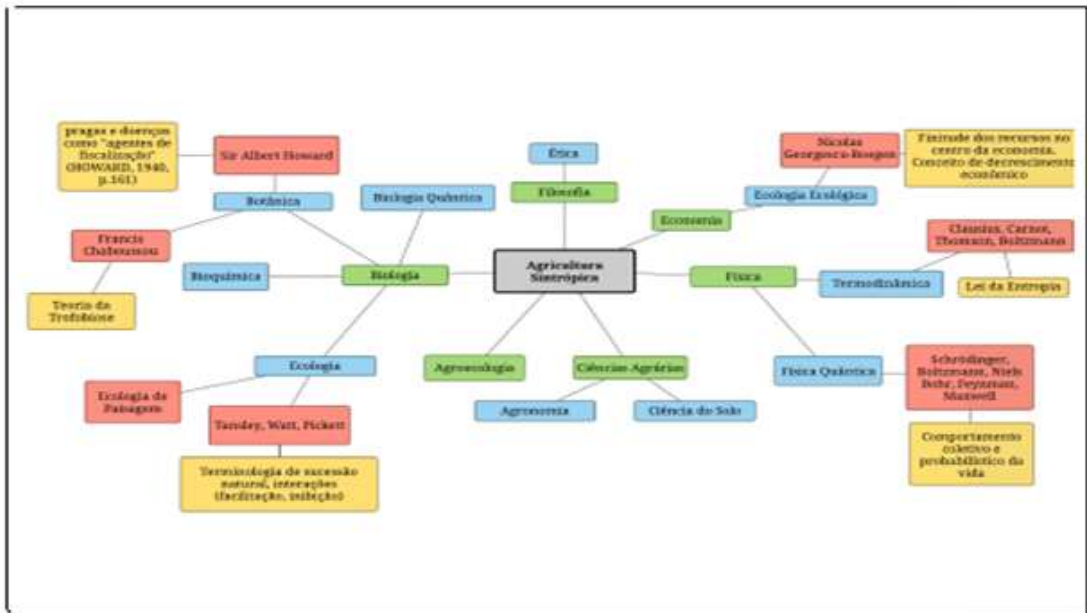 pragas e doenças
como "agentes de
fiscalização"
(HOWARD, 1940,
p.161)
Sir Albert Howard
Botânica
Biologia Quântica
Francis
Chaboussou
Bioquímica
Biologia
Teoria da
Trofobiose
Ecologia
Ecologia da
Paisagem
Tansley, Watt, Pickett
Terminologia de sucessão
natural, interações
(facilitação, inibição)
Ética
Filosofia
Agricultura
Sintrópica
Agroecologia
Ciências Agrárias
Agronomia
Ciência do Solo
Nicolas
Georgescu-Roegen
Finitude dos recursos no
centro da economia.
Conceito de decrescimento
econômico
Ecologia Ecológica
Economia
Clausius, Carnot,
Thomson, Boltzmann
Física
Termodinâmica
Lei da Entropia
Física Quântica
Schrödinger,
Boltzmann, Niels
Bohr, Feynman,
Maxwell
Comportamento
coletivo e
probabilístico da
vida